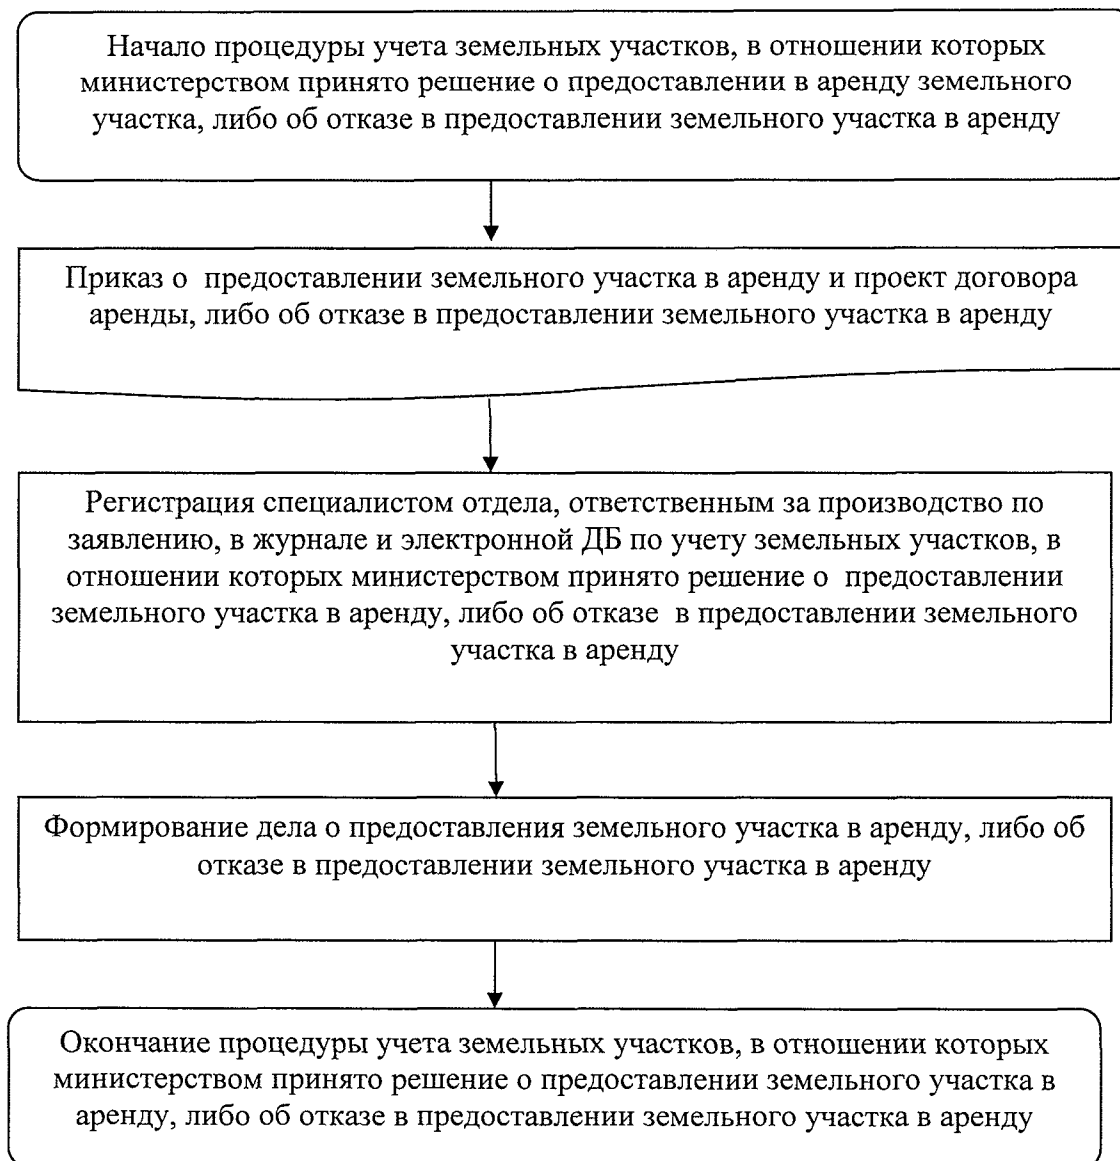 Начало процедуры учета земельных участков, в отношении которых
министерством принято решение о предоставлении в аренду земельного
участка, либо об отказе в предоставлении земельного участка в аренду
Приказ о предоставлении земельного участка в аренду и проект договора
аренды, либо об отказе в предоставлении земельного участка в аренду
Регистрация специалистом отдела, ответственным за производство по
заявлению, в журнале и электронной ДБ по учету земельных участков, в
отношении которых министерством принято решение о предоставлении
земельного участка в аренду, либо об отказе в предоставлении земельного
участка в аренду
Формирование дела о предоставления земельного участка в аренду, либо об
отказе в предоставлении земельного участка в аренду
Окончание процедуры учета земельных участков, в отношении которых
министерством принято решение о предоставлении земельного участка в
аренду, либо об отказе в предоставлении земельного участка в аренду